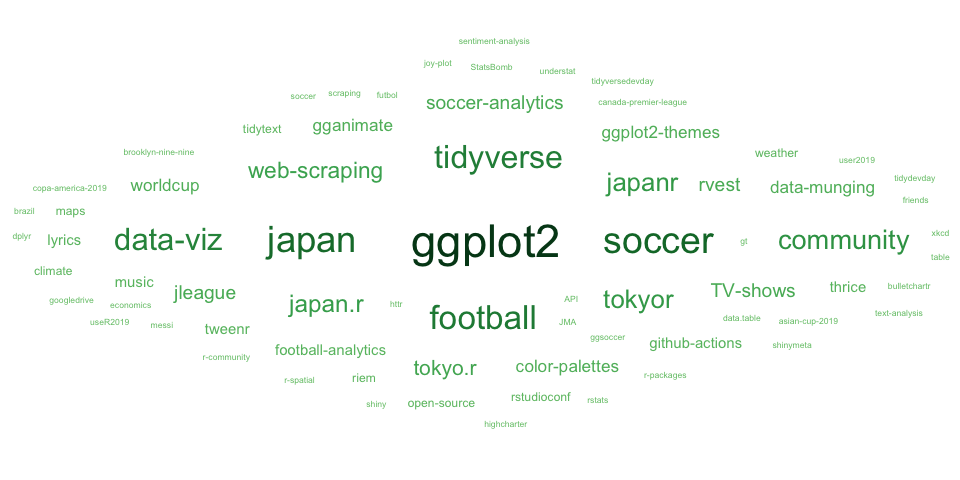 sentiment-analysis
joy-plot StatsBomb understat
tidyversedevday
soccer scraping futbol soccer-analytics canada-premier-league
tidytext gganimate ggplot2-themes
brooklyn-nine-nine tidyverse weather user2019
web-scraping
copa-america-2019 worldcup japanr rvest data-munging tidydevday
friends
brazil maps
dplyr lyrics data-viz japan ggplot2 soccer gt community xkcd
table
climate
music jleague TV-shows thrice bulletchartr
googledrive economics japan.r httr API tokyor
useR2019 messi tweenr football JMA data.table asian-cup-2019 text-analysis
ggsoccer github-actions shinymeta
r-community football-analytics
r-spatial riem tokyo.r color-palettes r-packages
shiny open-source rstudioconf rstats
highcharter